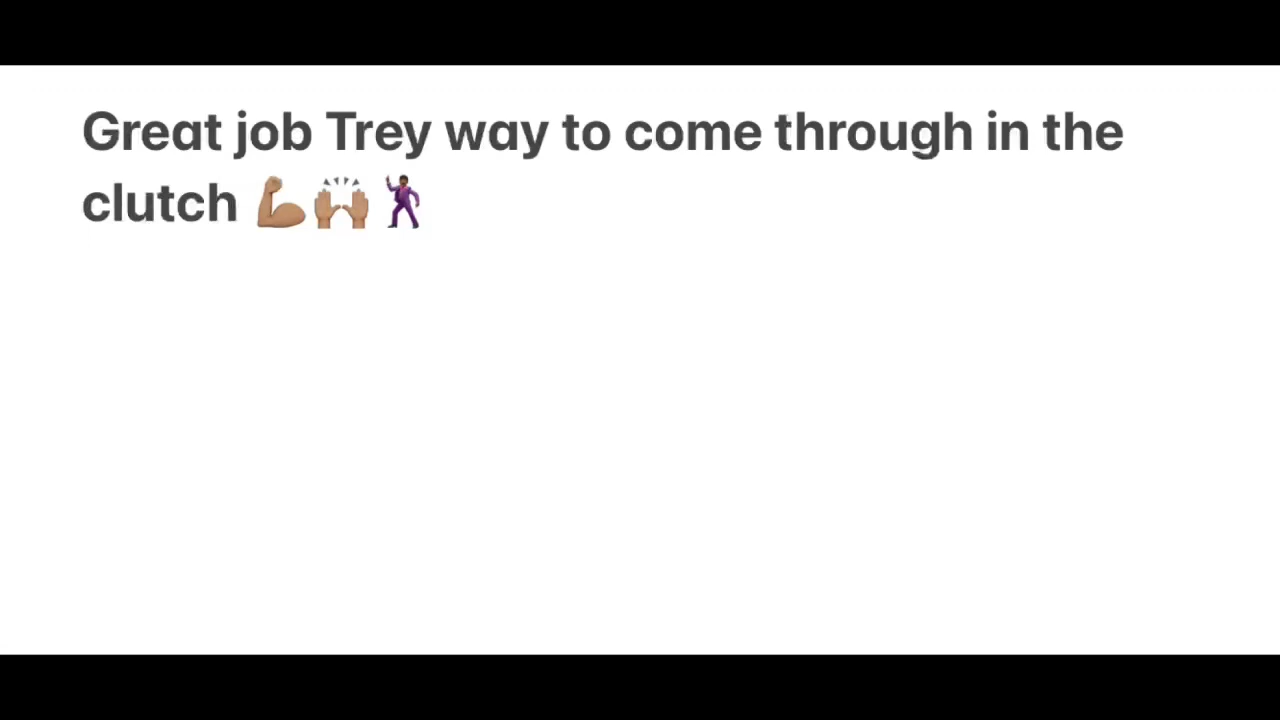 Great job Trey way to come through in the
clutch 💪🏽🙌🏽🕺🏾